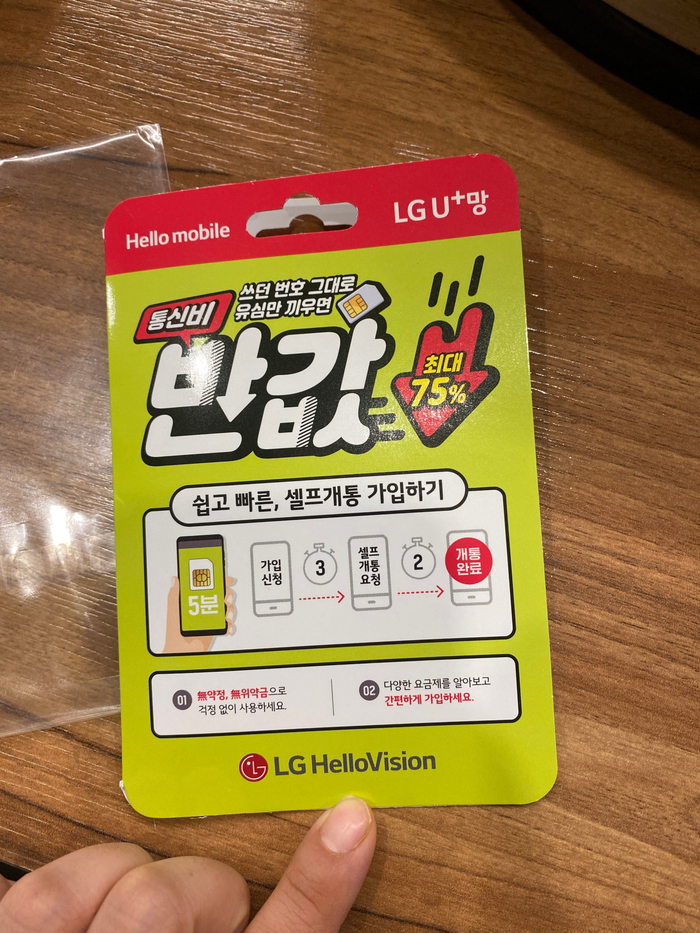 Hello mobile
LG U+망
통신비
쓰던 번호 그대로
유심만 끼우면
반값
최대
75%
쉽고 빠른, 셀프개통 가입하기
5분
가입
신청
3
셀프
개통
요청
2
개통
완료
01 無약정, 無위약금으로
걱정 없이 사용하세요.
02 다양한 요금제를 알아보고
간편하게 가입하세요.
LG HelloVision